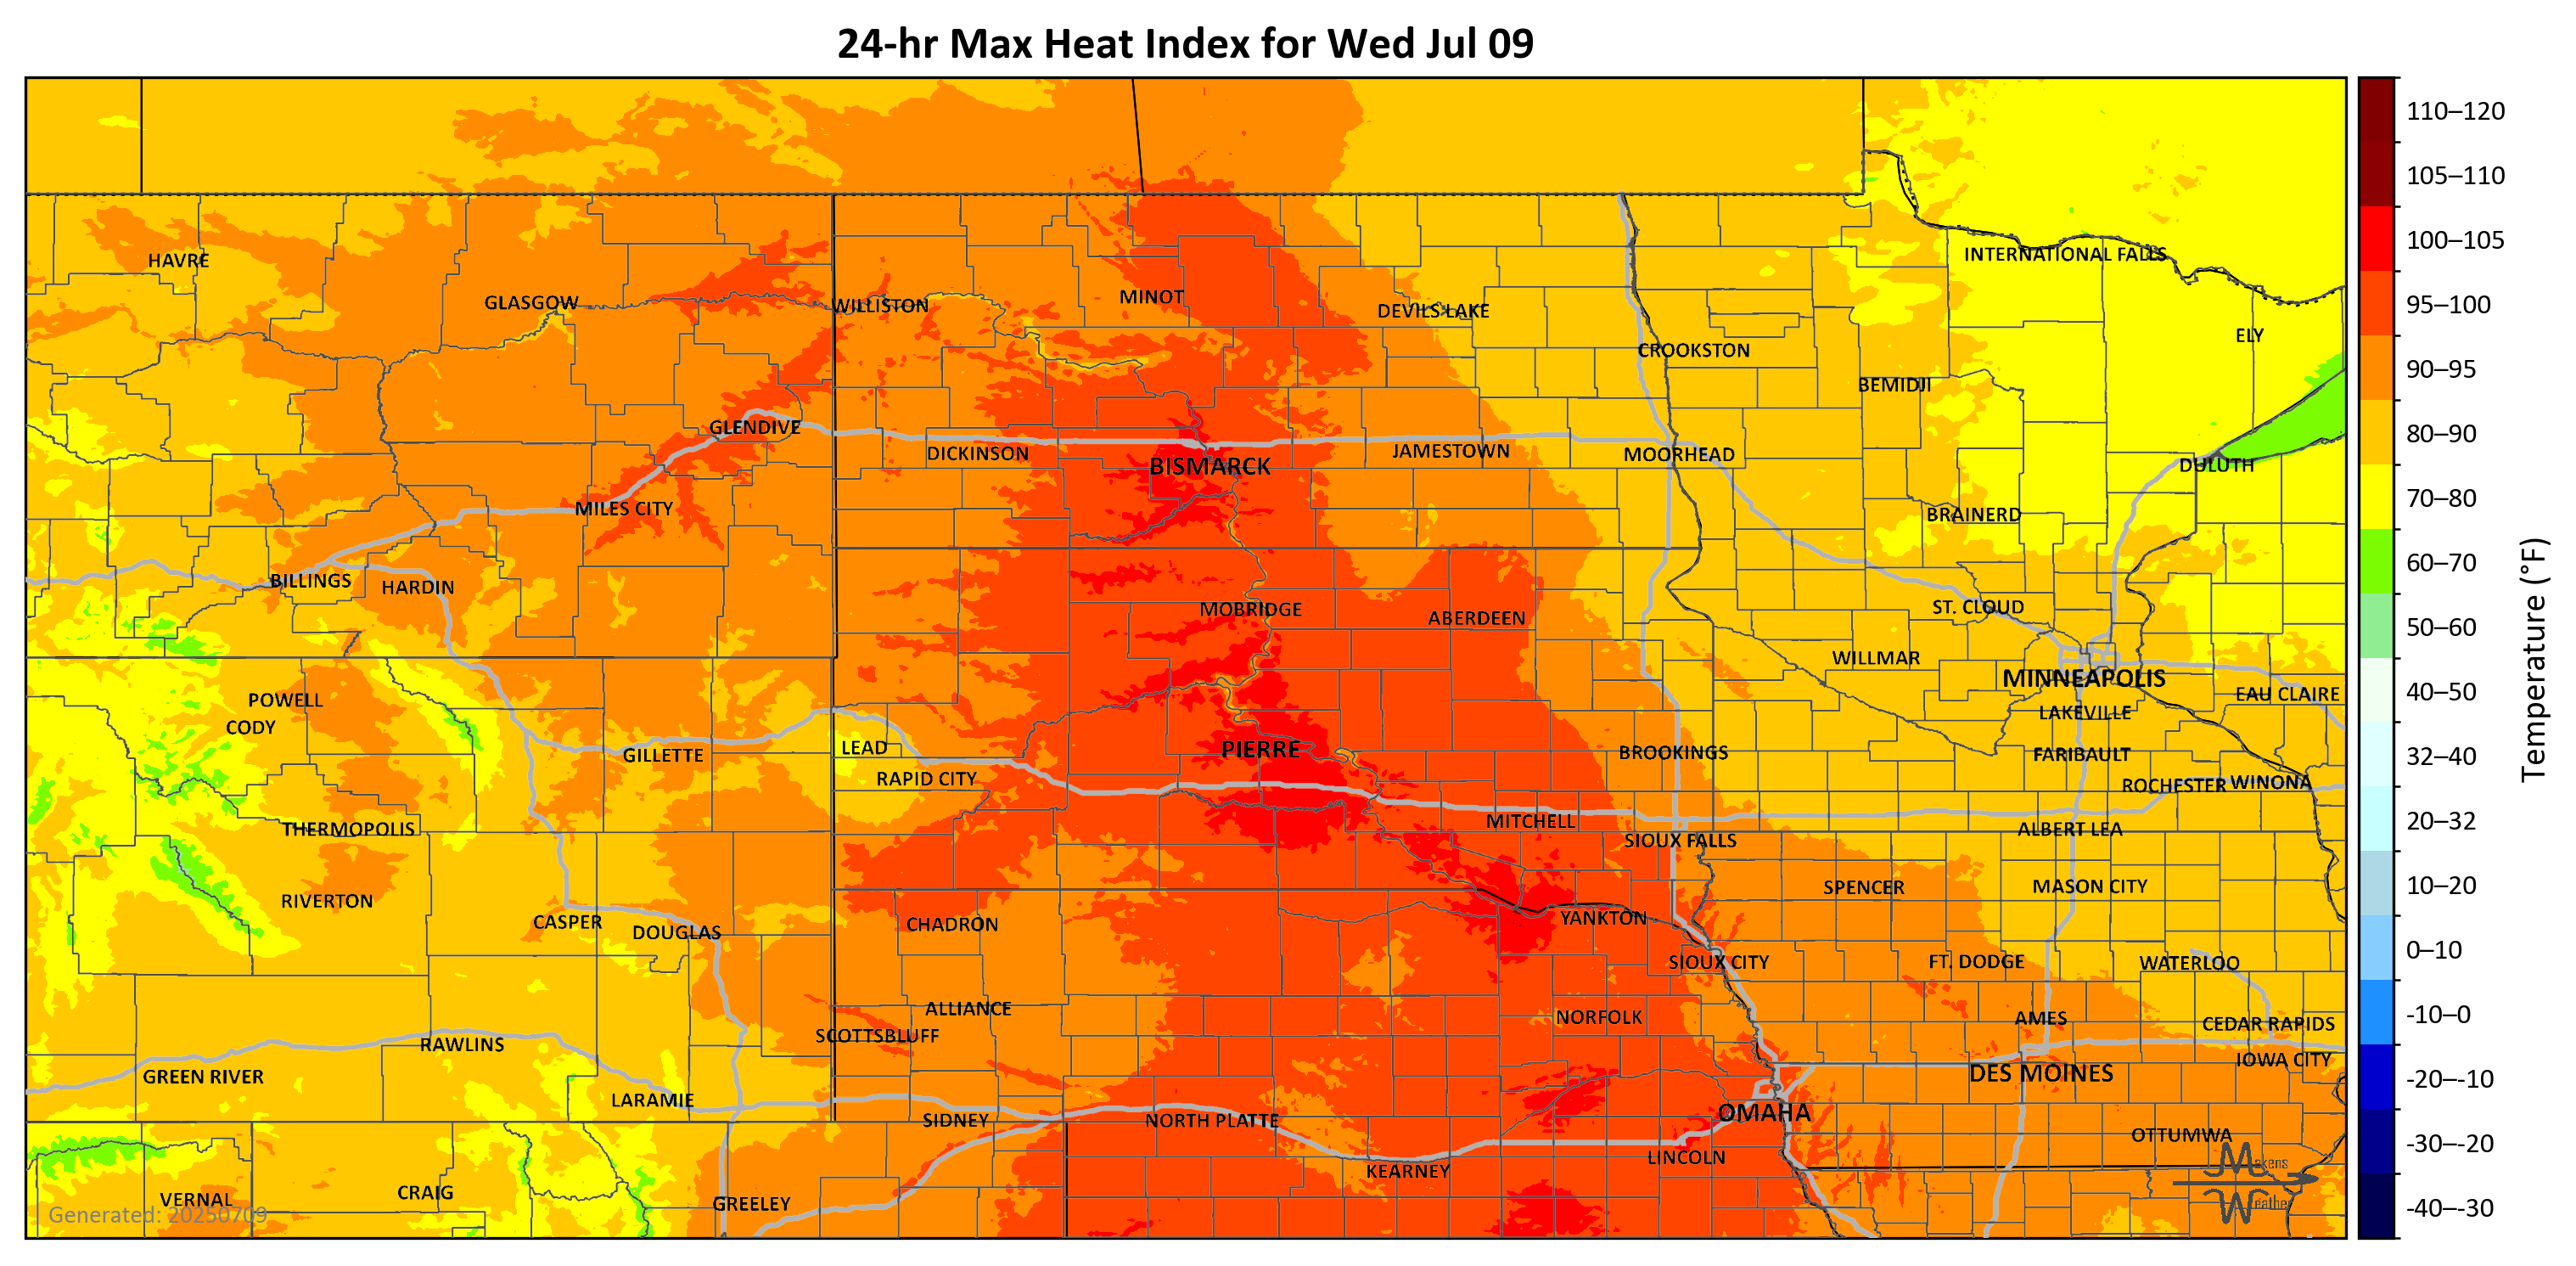 24-hr Max Heat Index for Wed Jul 09
110–120
105–110
HAVRE
INTERNATIONAL FALLS
100–105
GLASGOW
WILLISTON
MINOT
DEVILS LAKE
95–100
ELY
CROOKSTON
BEMIDJI
90–95
GLENDIVE
DICKINSON
BISMARCK
JAMESTOWN
MOORHEAD
DULUTH
80–90
MILES CITY
BRAINERD
70–80
BILLINGS
HARDIN
60–70
MOBRIDGE
ABERDEEN
ST. CLOUD
50–60
WILLMAR
MINNEAPOLIS
POWELL
EAU CLAIRE
40–50
CODY
LAKEVILLE
LEAD
PIERRE
BROOKINGS
FARIBAULT
32–40
GILLETTE
RAPID CITY
ROCHESTER
WINONA
THERMOPOLIS
MITCHELL
SIOUX FALLS
ALBERT LEA
20–32
RIVERTON
SPENCER
MASON CITY
10–20
CASPER
DOUGLAS
CHADRON
YANKTON
SIOUX CITY
FT. DODGE
WATERLOO
0–10
ALLIANCE
NORFOLK
AMES
CEDAR RAPIDS
-10–0
SCOTTSBLUFF
RAWLINS
IOWA CITY
GREEN RIVER
DES MOINES
-20–-10
LARAMIE
SIDNEY
NORTH PLATTE
OMAHA
OTTUMWA
-30–-20
KEARNEY
LINCOLN
Makens
Weather
VERNAL
CRAIG
GREELEY
-40–-30
Generated: 20250709
Temperature (°F)